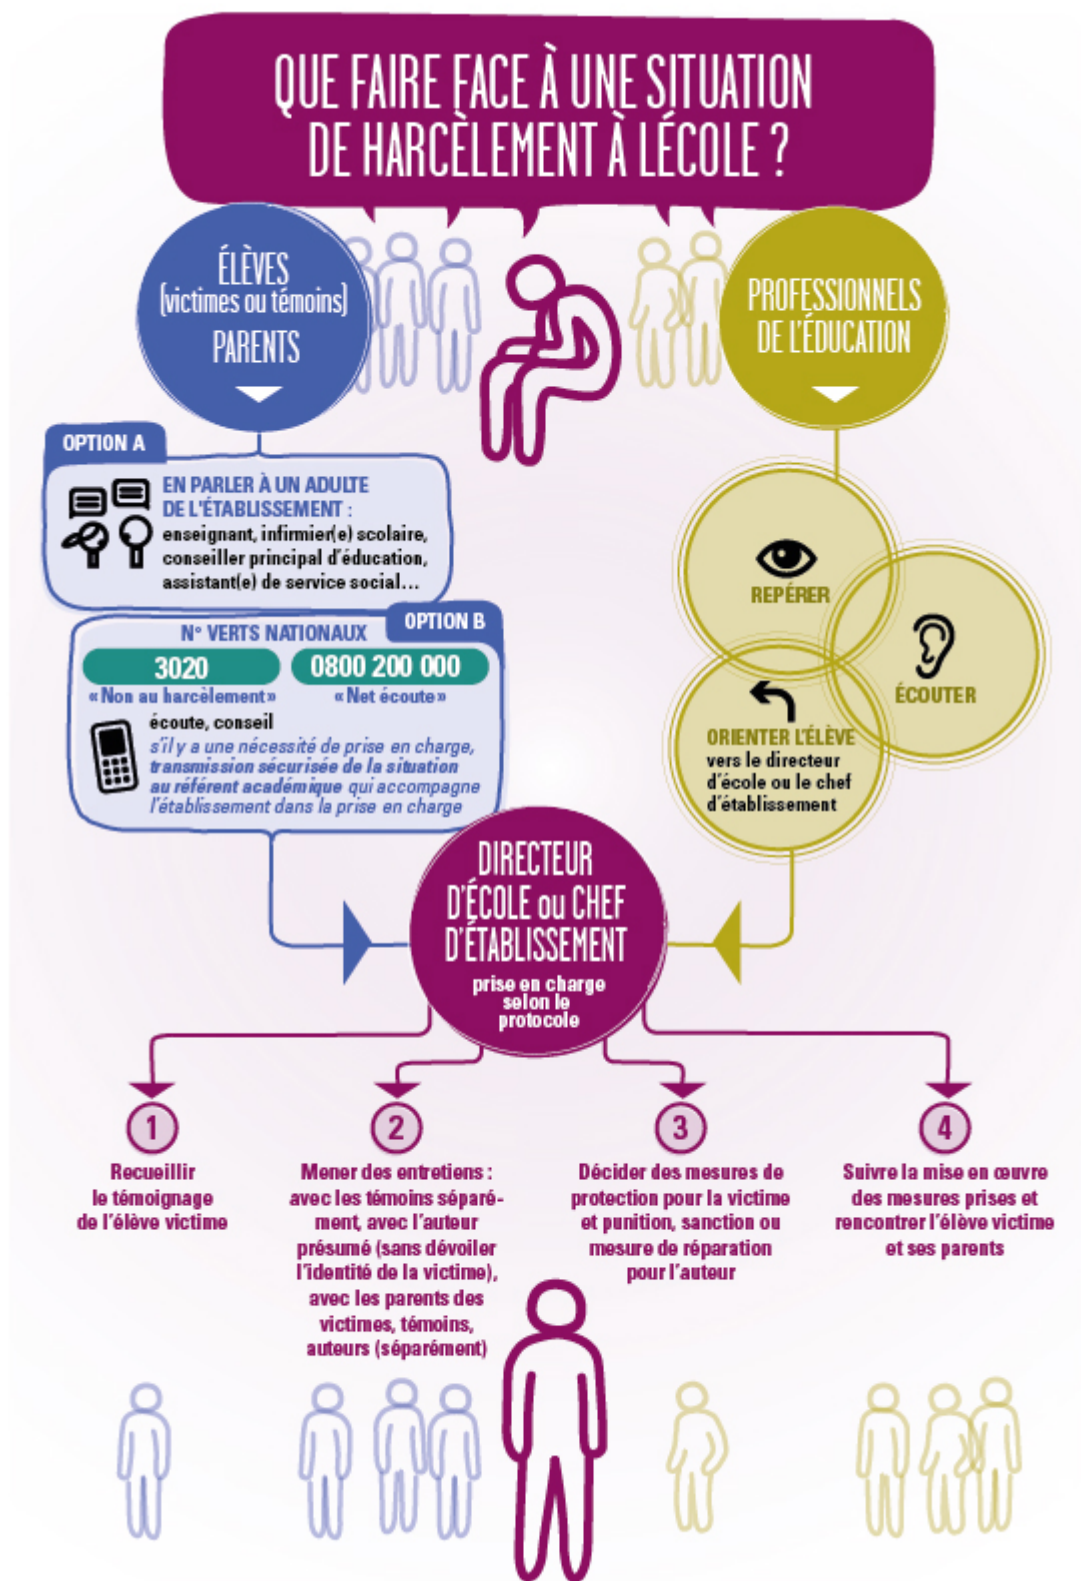 QUE FAIRE FACE À UNE SITUATION
DE HARCÈLEMENT À LÉCOLE ?
ÉLÈVES
(victimes ou témoins)
PARENTS
PROFESSIONNELS
DE L'ÉDUCATION
OPTION A
EN PARLER À UN ADULTE
DE L'ÉTABLISSEMENT :
enseignant, infirmier(e) scolaire,
conseiller principal d'éducation,
assistant(e) de service social...
OPTION B
N° VERTS NATIONAUX
3020
0800 200 000
« Non au harcèlement »
« Net écoute »
écoute, conseil
s'il y a une nécessité de prise en charge,
transmission sécurisée de la situation
au référent académique qui accompagne
l'établissement dans la prise en charge
REPÉRER
ÉCOUTER
ORIENTER L'ÉLÈVE
vers le directeur
d'école ou le chef
d'établissement
DIRECTEUR
D'ÉCOLE ou CHEF
D'ÉTABLISSEMENT
prise en charge
selon le
protocole
1
Recueillir
le témoignage
de l'élève victime
2
Mener des entretiens :
avec les témoins séparé-
ment, avec l'auteur
présumé (sans dévoiler
l'identité de la victime),
avec les parents des
victimes, témoins,
auteurs (séparément)
3
Décider des mesures de
protection pour la victime
et punition, sanction ou
mesure de réparation
pour l'auteur
4
Suivre la mise en œuvre
des mesures prises et
rencontrer l'élève victime
et ses parents